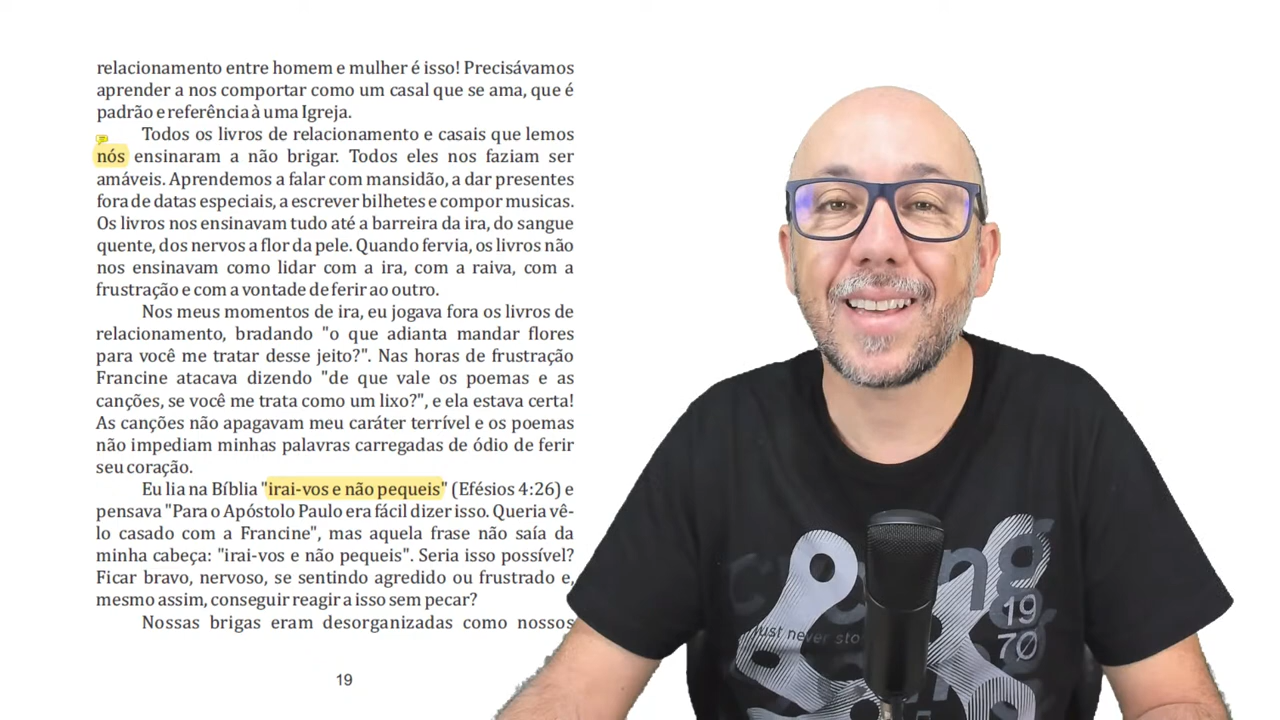 relacionamento entre homem e mulher é isso! Precisávamos
aprender a nos comportar como um casal que se ama, que é
padrão e referência à uma Igreja.
Todos os livros de relacionamento e casais que lemos
nós ensinaram a não brigar. Todos eles nos faziam ser
amáveis. Aprendemos a falar com mansidão, a dar presentes
fora de datas especiais, a escrever bilhetes e compor musicas.
Os livros nos ensinavam tudo até a barreira da ira, do sangue
quente, dos nervos a flor da pele. Quando fervia, os livros não
nos ensinavam como lidar com a ira, com a raiva, com a
frustração e com a vontade de ferir ao outro.
Nos meus momentos de ira, eu jogava fora os livros de
relacionamento, bradando "o que adianta mandar flores
para você me tratar desse jeito?". Nas horas de frustração
Francine atacava dizendo "de que vale os poemas e as
canções, se você me trata como um lixo?", e ela estava certa!
As canções não apagavam meu caráter terrível e os poemas
não impediam minhas palavras carregadas de ódio de ferir
seu coração.
Eu lia na Bíblia "irai-vos e não pequeis" (Efésios 4:26) e
pensava "Para o Apóstolo Paulo era fácil dizer isso. Queria vê-
lo casado com a Francine", mas aquela frase não saía da
minha cabeça: "irai-vos e não pequeis". Seria isso possível?
Ficar bravo, nervoso, se sentindo agredido ou frustrado e,
mesmo assim, conseguir reagir a isso sem pecar?
Nossas brigas eram desorganizadas como nossos
19
just never sto
19
70